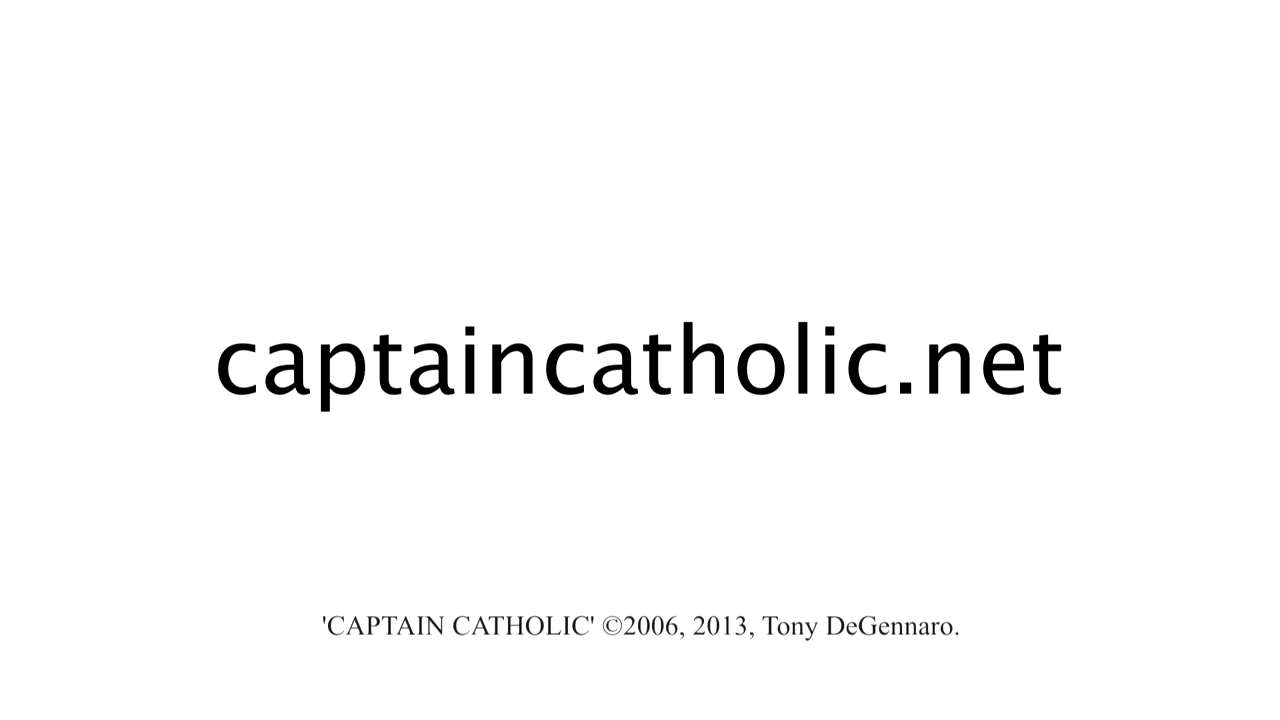 captaincatholic.net
'CAPTAIN CATHOLIC' ©2006, 2013, Tony DeGennaro.